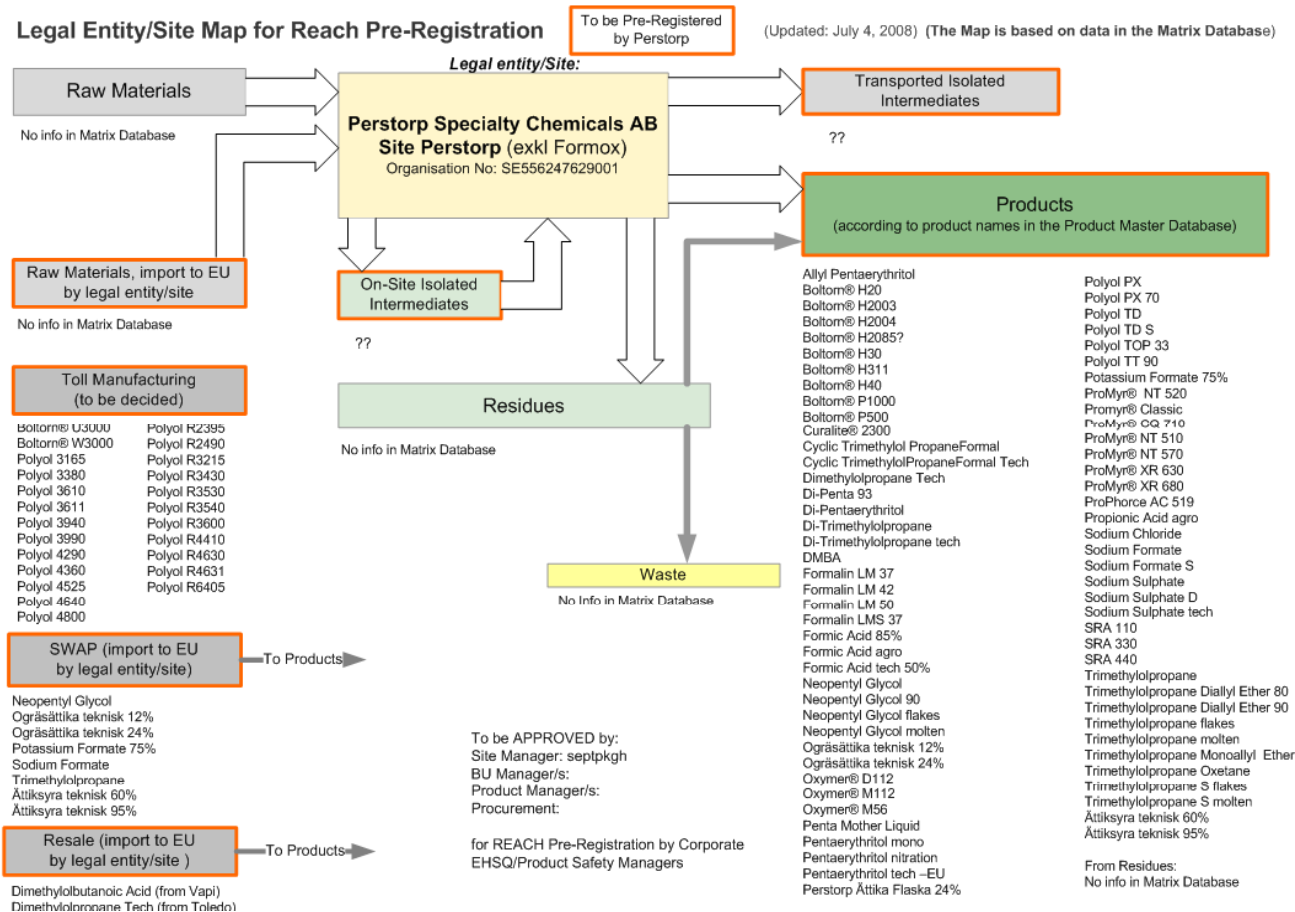 Legal Entity/Site Map for Reach Pre-Registration
To be Pre-Registered
by Perstorp
(Updated: July 4, 2008) (The Map is based on data in the Matrix Database)
Legal entity/Site:
Raw Materials
No info in Matrix Database
Perstorp Specialty Chemicals AB
Site Perstorp (exkl Formox)
Organisation No: SE556247629001
Transported Isolated
Intermediates
??
Products
(according to product names in the Product Master Database)
Raw Materials, import to EU
by legal entity/site
No info in Matrix Database
On-Site Isolated
Intermediates
??
Toll Manufacturing
(to be decided)
Boltorn® U3000
Boltorn® W3000
Polyol 3165
Polyol 3380
Polyol 3610
Polyol 3611
Polyol 3940
Polyol 3990
Polyol 4290
Polyol 4360
Polyol 4525
Polyol 4640
Polyol 4800
Polyol R2395
Polyol R2490
Polyol R3215
Polyol R3430
Polyol R3530
Polyol R3540
Polyol R3600
Polyol R4410
Polyol R4630
Polyol R4631
Polyol R6405
Residues
No info in Matrix Database
Waste
No Info in Matrix Database
SWAP (import to EU
by legal entity/site)
To Products
Neopentyl Glycol
Ogräsättika teknisk 12%
Ogräsättika teknisk 24%
Potassium Formate 75%
Sodium Formate
Trimethylolpropane
Ättiksyra teknisk 60%
Ättiksyra teknisk 95%
Resale (import to EU
by legal entity/site )
To Products
Dimethylolbutanoic Acid (from Vapi)
Dimethylolpropane Tech (from Toledo)
To be APPROVED by:
Site Manager: septpkgh
BU Manager/s:
Product Manager/s:
Procurement:
for REACH Pre-Registration by Corporate
EHSQ/Product Safety Managers
Allyl Pentaerythritol
Boltorn® H20
Boltorn® H2003
Boltorn® H2004
Boltorn® H2085?
Boltorn® H30
Boltorn® H311
Boltorn® H40
Boltorn® P1000
Boltorn® P500
Curalite® 2300
Cyclic Trimethylol PropaneFormal
Cyclic TrimethylolPropaneFormal Tech
Dimethylolpropane Tech
Di-Penta 93
Di-Pentaerythritol
Di-Trimethylolpropane
Di-Trimethylolpropane tech
DMBA
Formalin LM 37
Formalin LM 42
Formalin LM 50
Formalin LMS 37
Formic Acid 85%
Formic Acid agro
Formic Acid tech 50%
Neopentyl Glycol
Neopentyl Glycol 90
Neopentyl Glycol flakes
Neopentyl Glycol molten
Ogräsättika teknisk 12%
Ogräsättika teknisk 24%
Oxymer® D112
Oxymer® M112
Oxymer® M56
Penta Mother Liquid
Pentaerythritol mono
Pentaerythritol nitration
Pentaerythritol tech –EU
Perstorp Ättika Flaska 24%
Polyol PX
Polyol PX 70
Polyol TD
Polyol TD S
Polyol TOP 33
Polyol TT 90
Potassium Formate 75%
ProMyr® NT 520
Promyr® Classic
ProMyr® CQ 710
ProMyr® NT 510
ProMyr® NT 570
ProMyr® XR 630
ProMyr® XR 680
ProPhorce AC 519
Propionic Acid agro
Sodium Chloride
Sodium Formate
Sodium Formate S
Sodium Sulphate
Sodium Sulphate D
Sodium Sulphate tech
SRA 110
SRA 330
SRA 440
Trimethylolpropane
Trimethylolpropane Diallyl Ether 80
Trimethylolpropane Diallyl Ether 90
Trimethylolpropane flakes
Trimethylolpropane molten
Trimethylolpropane Monoallyl Ether
Trimethylolpropane Oxetane
Trimethylolpropane S flakes
Trimethylolpropane S molten
Ättiksyra teknisk 60%
Ättiksyra teknisk 95%
From Residues:
No info in Matrix Database